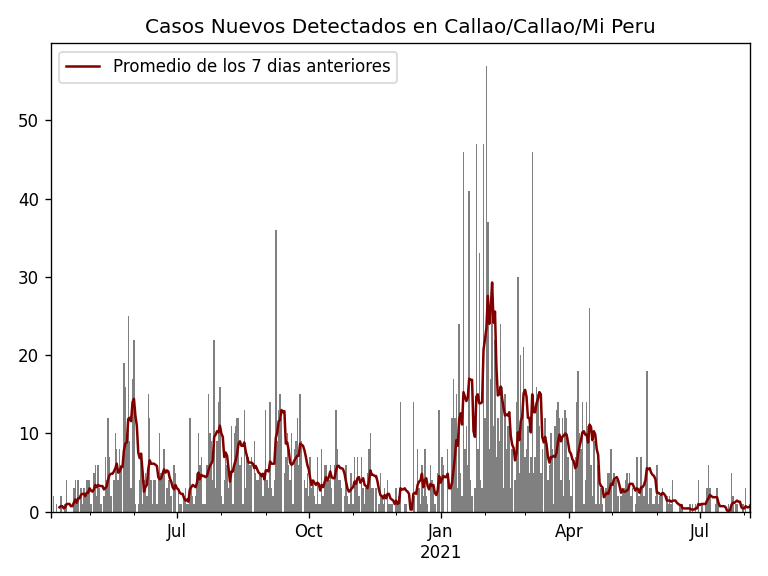 Casos Nuevos Detectados en Callao/Callao/Mi Peru
Promedio de los 7 dias anteriores
50
40
30
20
10
0
Jul
Oct
Jan
2021
Apr
Jul